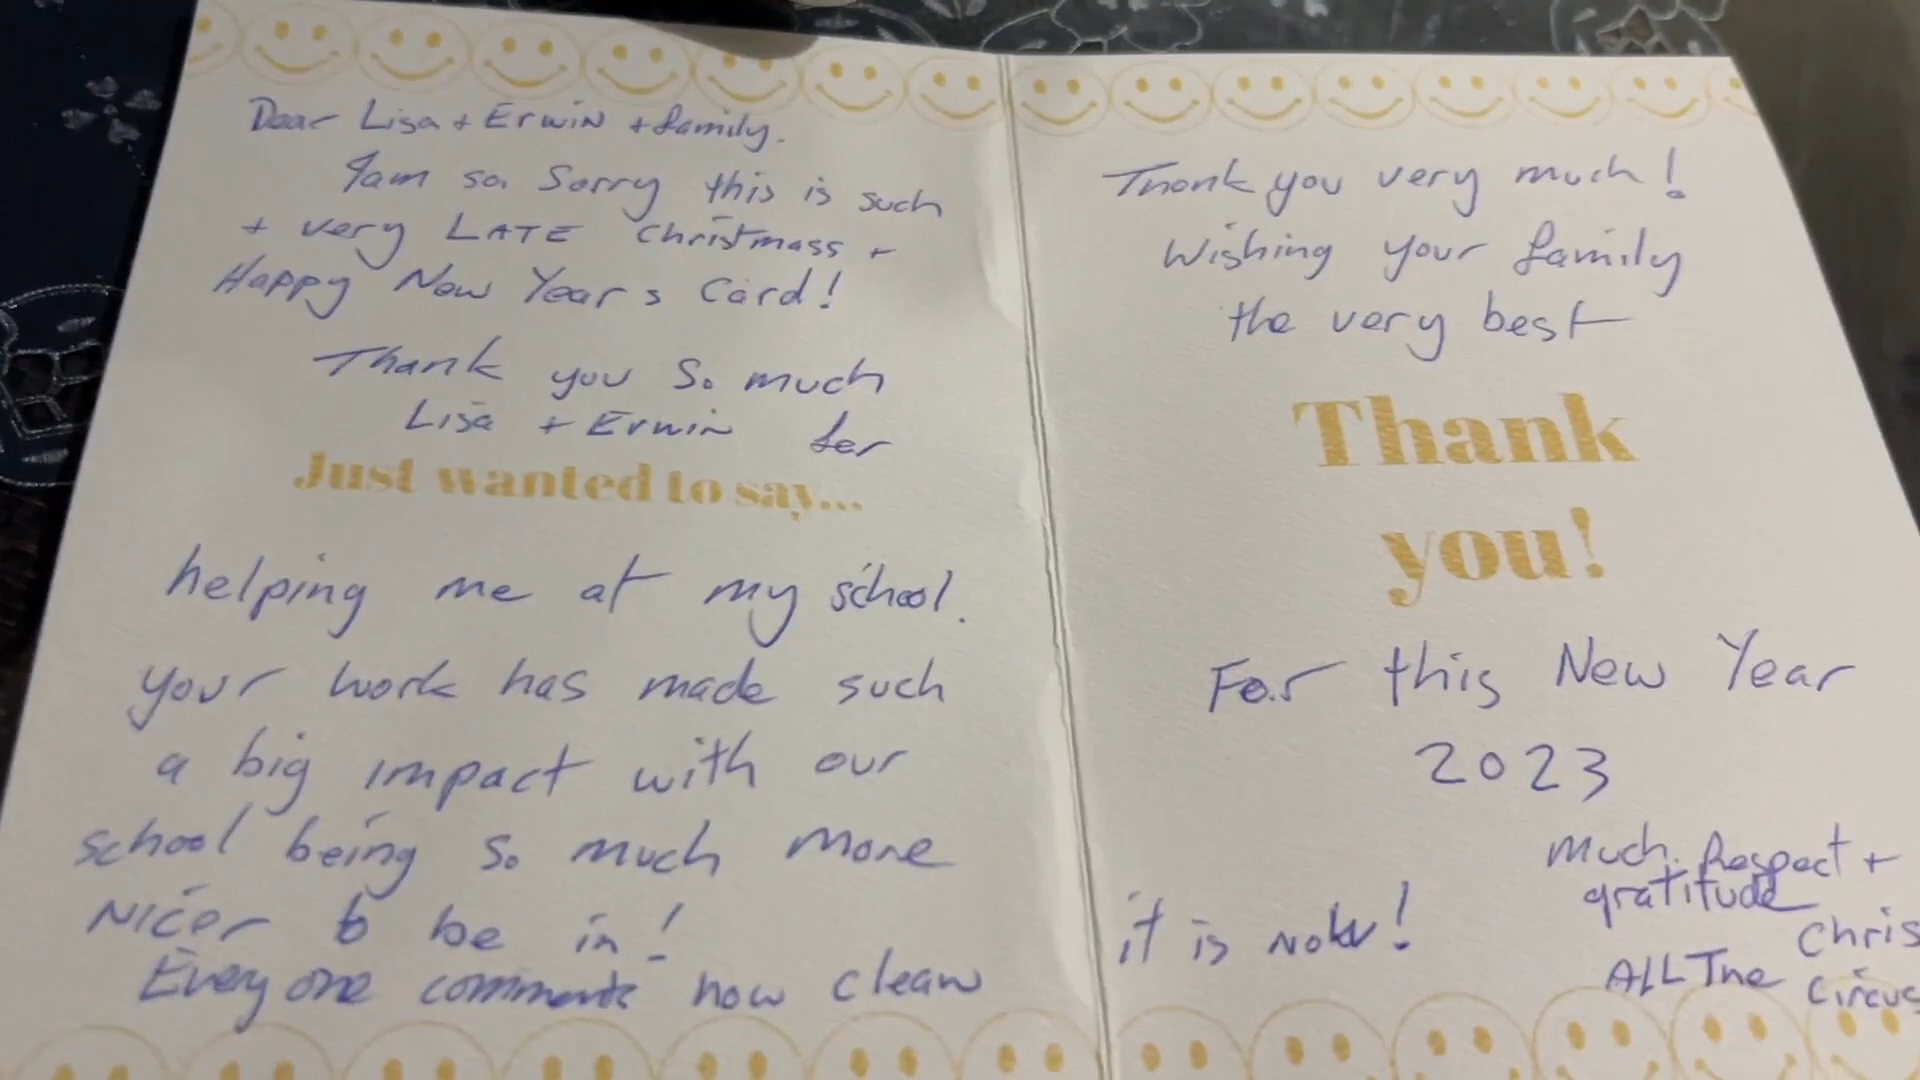 Dear Lisa + Erwin + family.
I am so Sorry this is such
+ very LATE Christmass +
Happy New Years Card!
Thank you So much
Lisa + Erwin for
Just wanted to say...
helping me at my school.
your work has made such
a big impact with our
school being so much more
Nicer to be in!
Everyone comments how clean
Thank you very much!
Wishing your family
the very best
Thank
you!
For this New Year
2023
it is now!
Much Respect +
gratitude
Chris
ALL The Circus